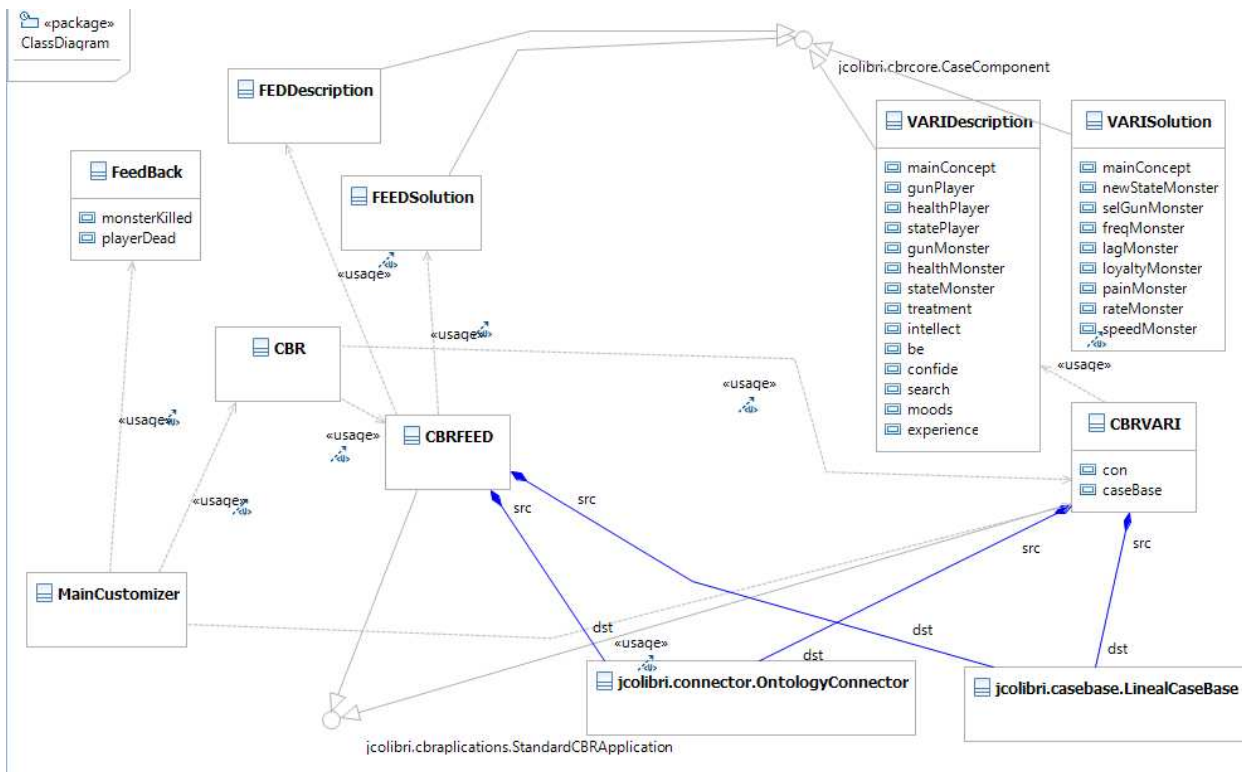 «package»
ClassDiagram
jcolibri.cbrcore.CaseComponent
FEDDescription
FeedBack
monsterKilled
playerDead
FEEDSolution
VARIDescription
mainConcept
gunPlayer
healthPlayer
statePlayer
gunMonster
healthMonster
stateMonster
treatment
intellect
be
confide
search
moods
experience
VARISolution
mainConcept
newStateMonster
selGunMonster
freqMonster
lagMonster
loyaltyMonster
painMonster
rateMonster
speedMonster
«usage»
«usage»
«usage»
CBR
«usage»
CBRVARI
con
caseBase
«usage»
«usage»
CBRFEED
«usage»
src
src
src
src
MainCustomizer
dst
«usage»
dst
dst
dst
jcolibri.connector.OntologyConnector
jcolibri.casebase.LinealCaseBase
jcolibri.cbraplications.StandardCBRApplication